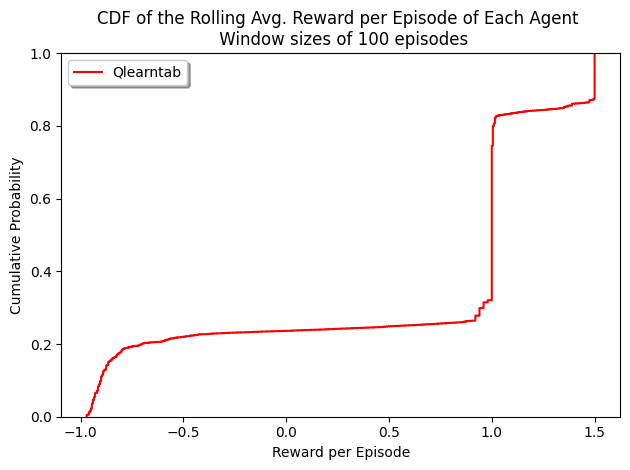 CDF of the Rolling Avg. Reward per Episode of Each Agent
Window sizes of 100 episodes
Qlearntab
Cumulative Probability
1.0
0.8
0.6
0.4
0.2
0.0
−1.0 −0.5 0.0 0.5 1.0 1.5
Reward per Episode